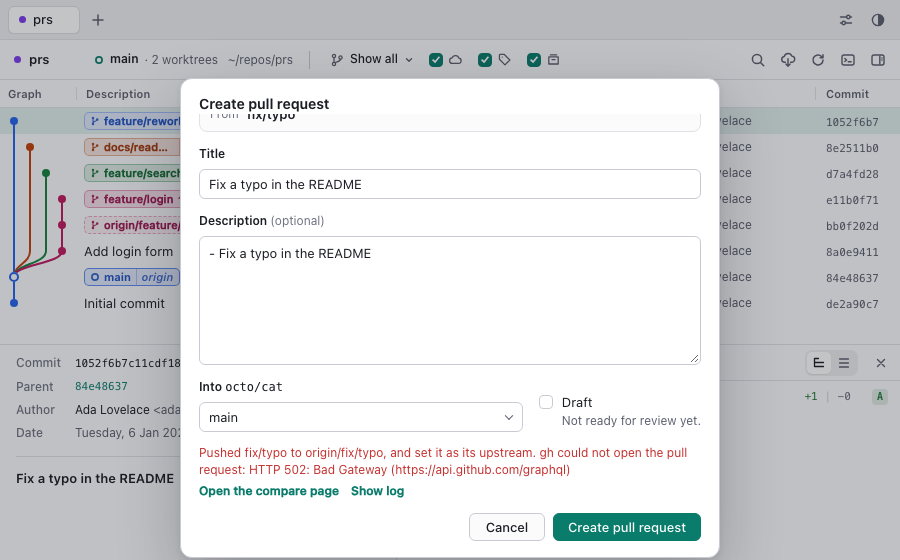 prs
prs
main · 2 worktrees ~/repos/prs
Show all
Graph
Description
Commit
feature/rewor
velace
1052f6b7
docs/read...
velace
8e2511b0
feature/search
velace
d7a4fd28
feature/login
velace
e11b0f71
origin/feature/
velace
bb0f202d
Add login form
velace
8a0e9411
main origin
velace
84e48637
Initial commit
velace
de2a90c7
Commit 1052f6b7c11cdf18
Parent 84e48637
Author Ada Lovelace <ada
Date Tuesday, 6 Jan 202
Fix a typo in the README
+1 | −0 A
Create pull request
From fix/typo
Title
Fix a typo in the README
Description (optional)
- Fix a typo in the README
Into octo/cat
main
Draft
Not ready for review yet.
Pushed fix/typo to origin/fix/typo, and set it as its upstream. gh could not open the pull
request: HTTP 502: Bad Gateway (https://api.github.com/graphql)
Open the compare page Show log
Cancel
Create pull request